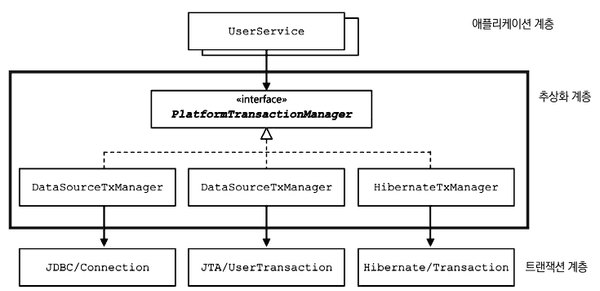 UserService
애플리케이션 계층
«interface»
PlatformTransactionManager
추상화 계층
DataSourceTxManager
DataSourceTxManager
HibernateTxManager
JDBC/Connection
JTA/UserTransaction
Hibernate/Transaction
트랜잭션 계층